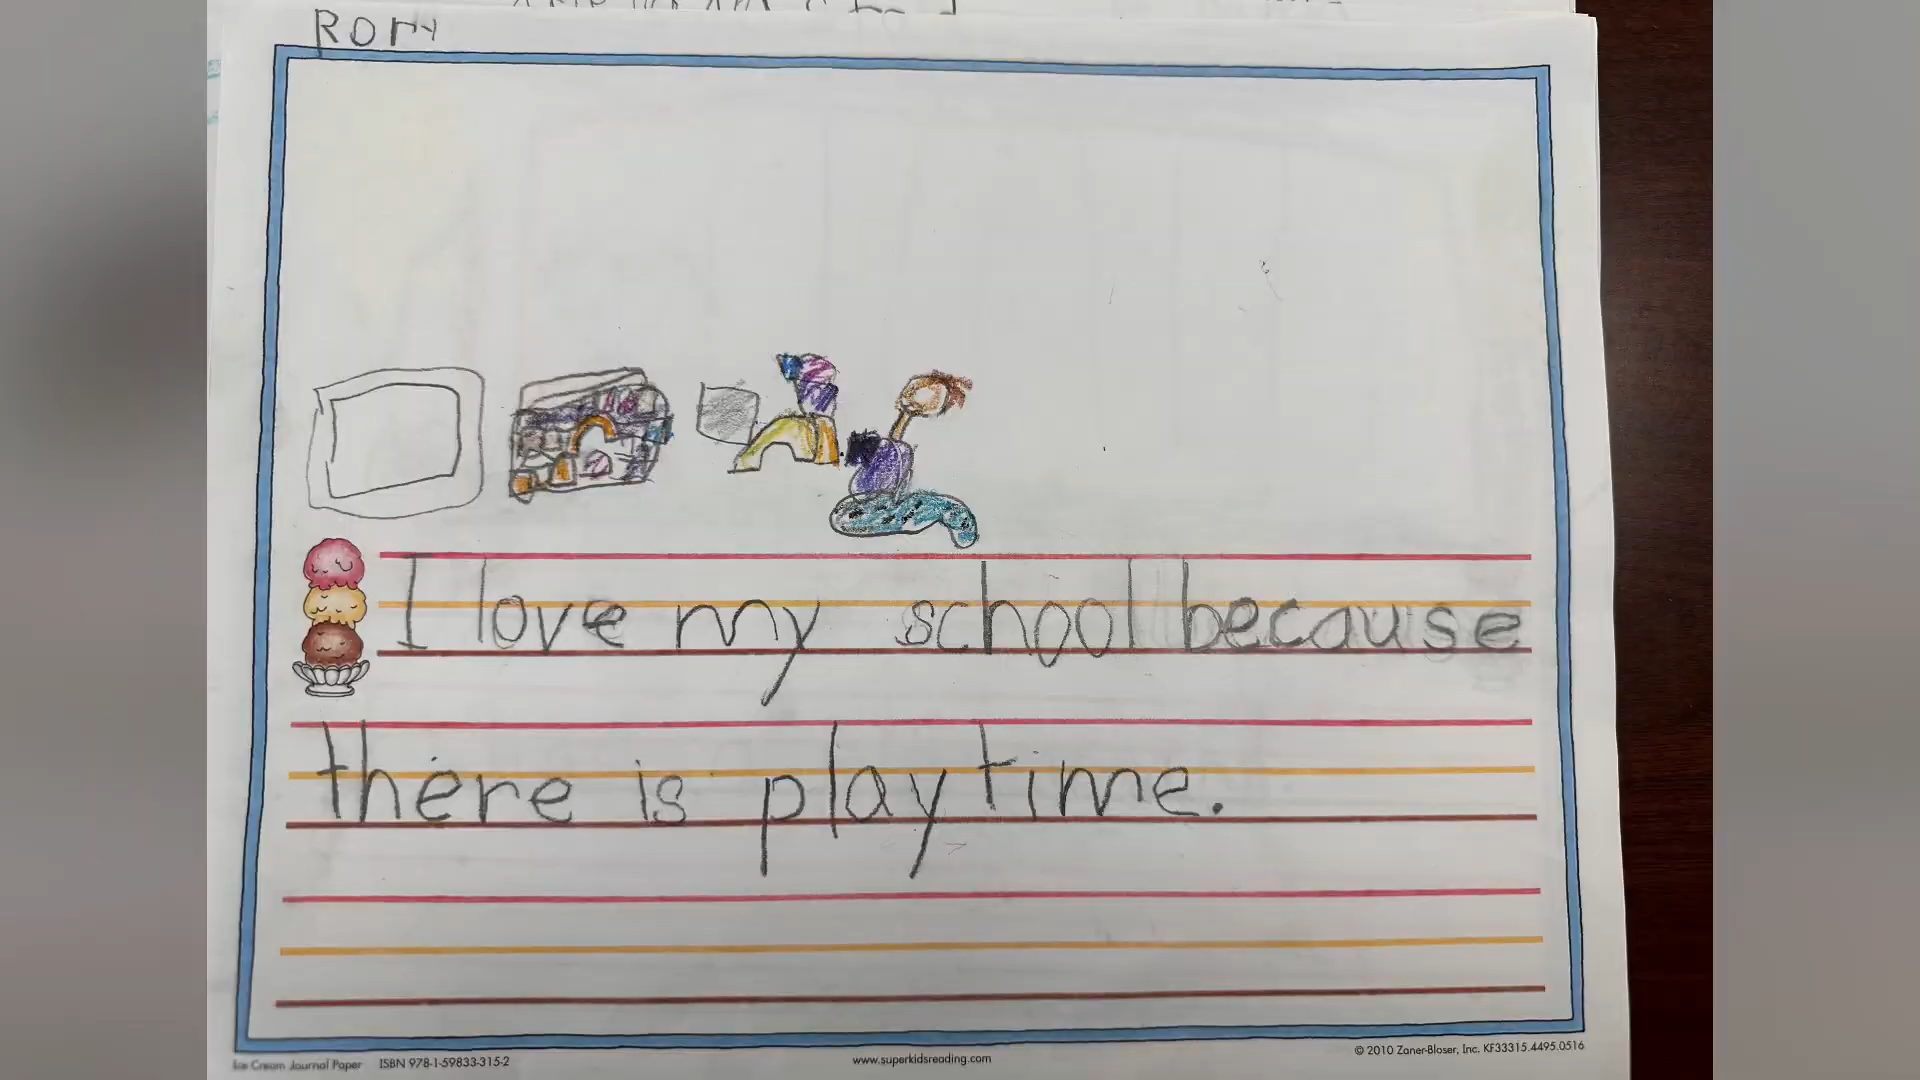 Rory
I love my school because
there is playtime.
Ice Cream Journal Paper ISBN 978-1-59833-315-2
www.superkidsreading.com
© 2010 Zaner-Bloser, Inc. KF33315.4495.0516